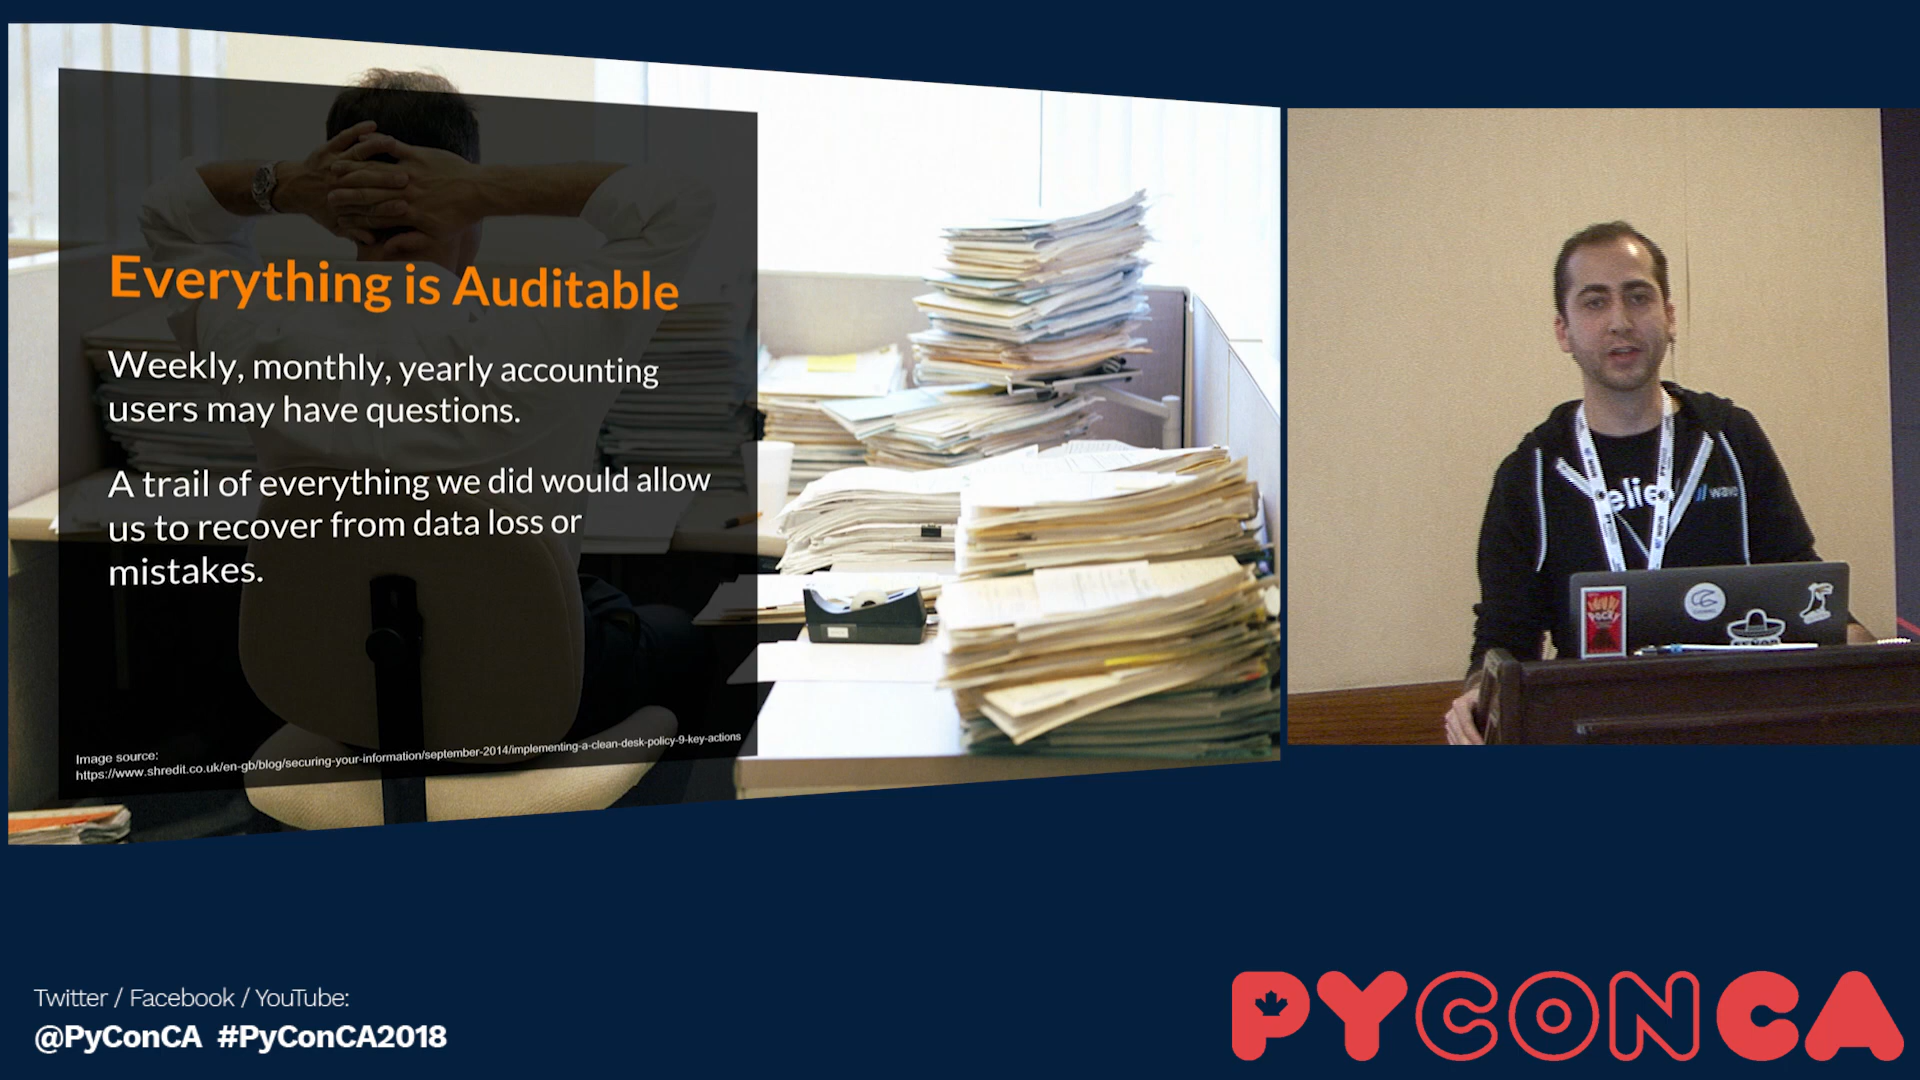 Everything is Auditable
Weekly, monthly, yearly accounting
users may have questions.
A trail of everything we did would allow
us to recover from data loss or
mistakes.
Image source:
https://www.shredit.co.uk/en-gb/blog/securing-your-information/september-2014/implementing-a-clean-desk-policy-9-key-actions
wave
POCKY
Twitter / Facebook / YouTube:
@PyConCA #PyConCA2018
PYCONCA